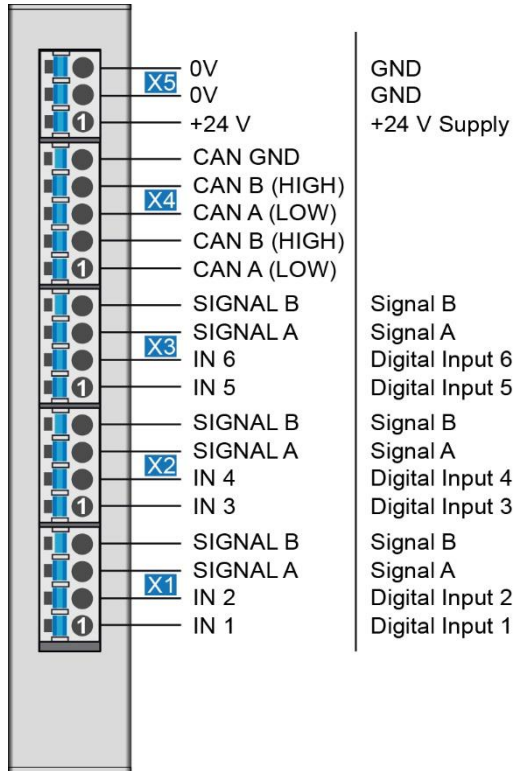 0V GND
X5
0V GND
1 +24 V +24 V Supply
CAN GND
CAN B (HIGH)
X4
CAN A (LOW)
CAN B (HIGH)
1 CAN A (LOW)
SIGNAL B Signal B
SIGNAL A Signal A
X3
IN 6 Digital Input 6
1 IN 5 Digital Input 5
SIGNAL B Signal B
SIGNAL A Signal A
X2
IN 4 Digital Input 4
1 IN 3 Digital Input 3
SIGNAL B Signal B
SIGNAL A Signal A
X1
IN 2 Digital Input 2
1 IN 1 Digital Input 1